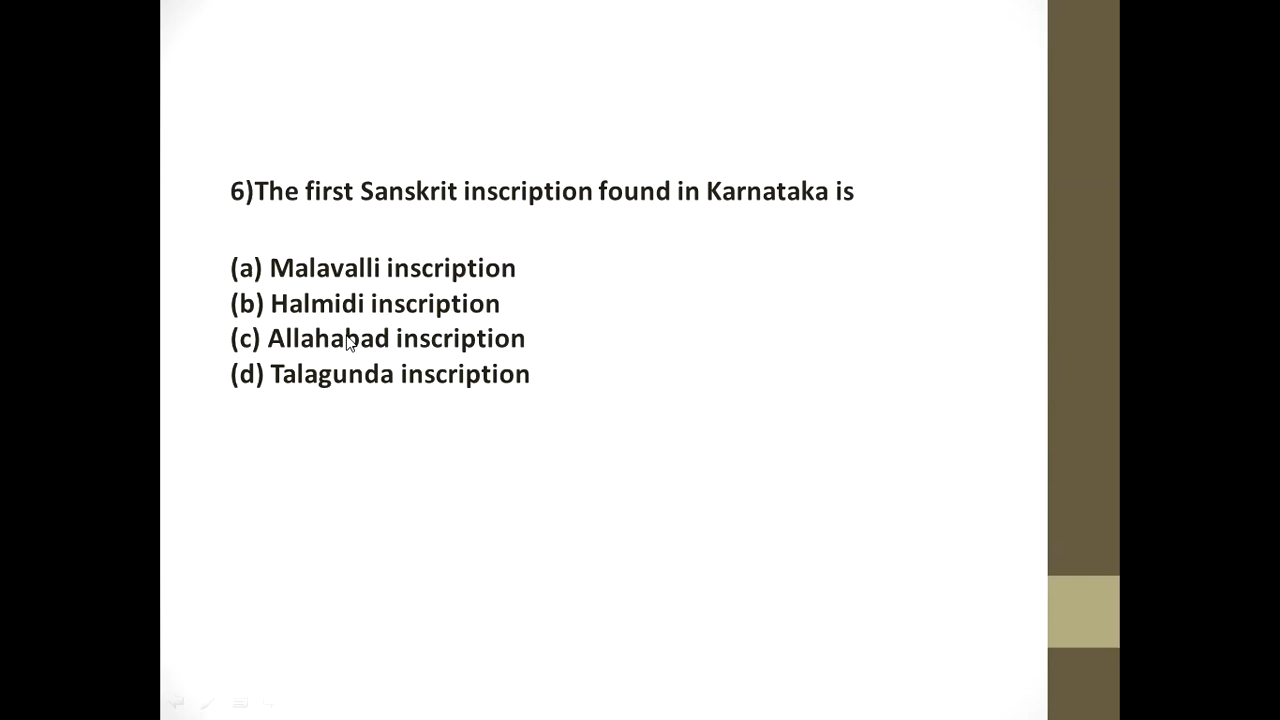 6)The first Sanskrit inscription found in Karnataka is
(a) Malavalli inscription
(b) Halmidi inscription
(c) Allahabad inscription
(d) Talagunda inscription